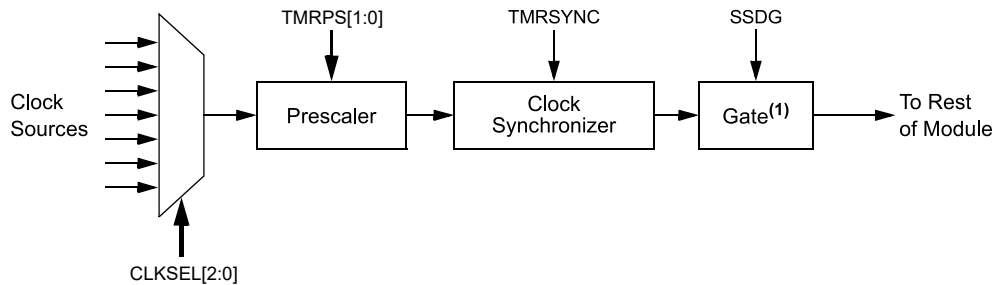 TMRPS[1:0]
TMRSYNC
SSDG
Clock
Sources
Prescaler
Clock
Synchronizer
Gate(1)
To Rest
of Module
CLKSEL[2:0]